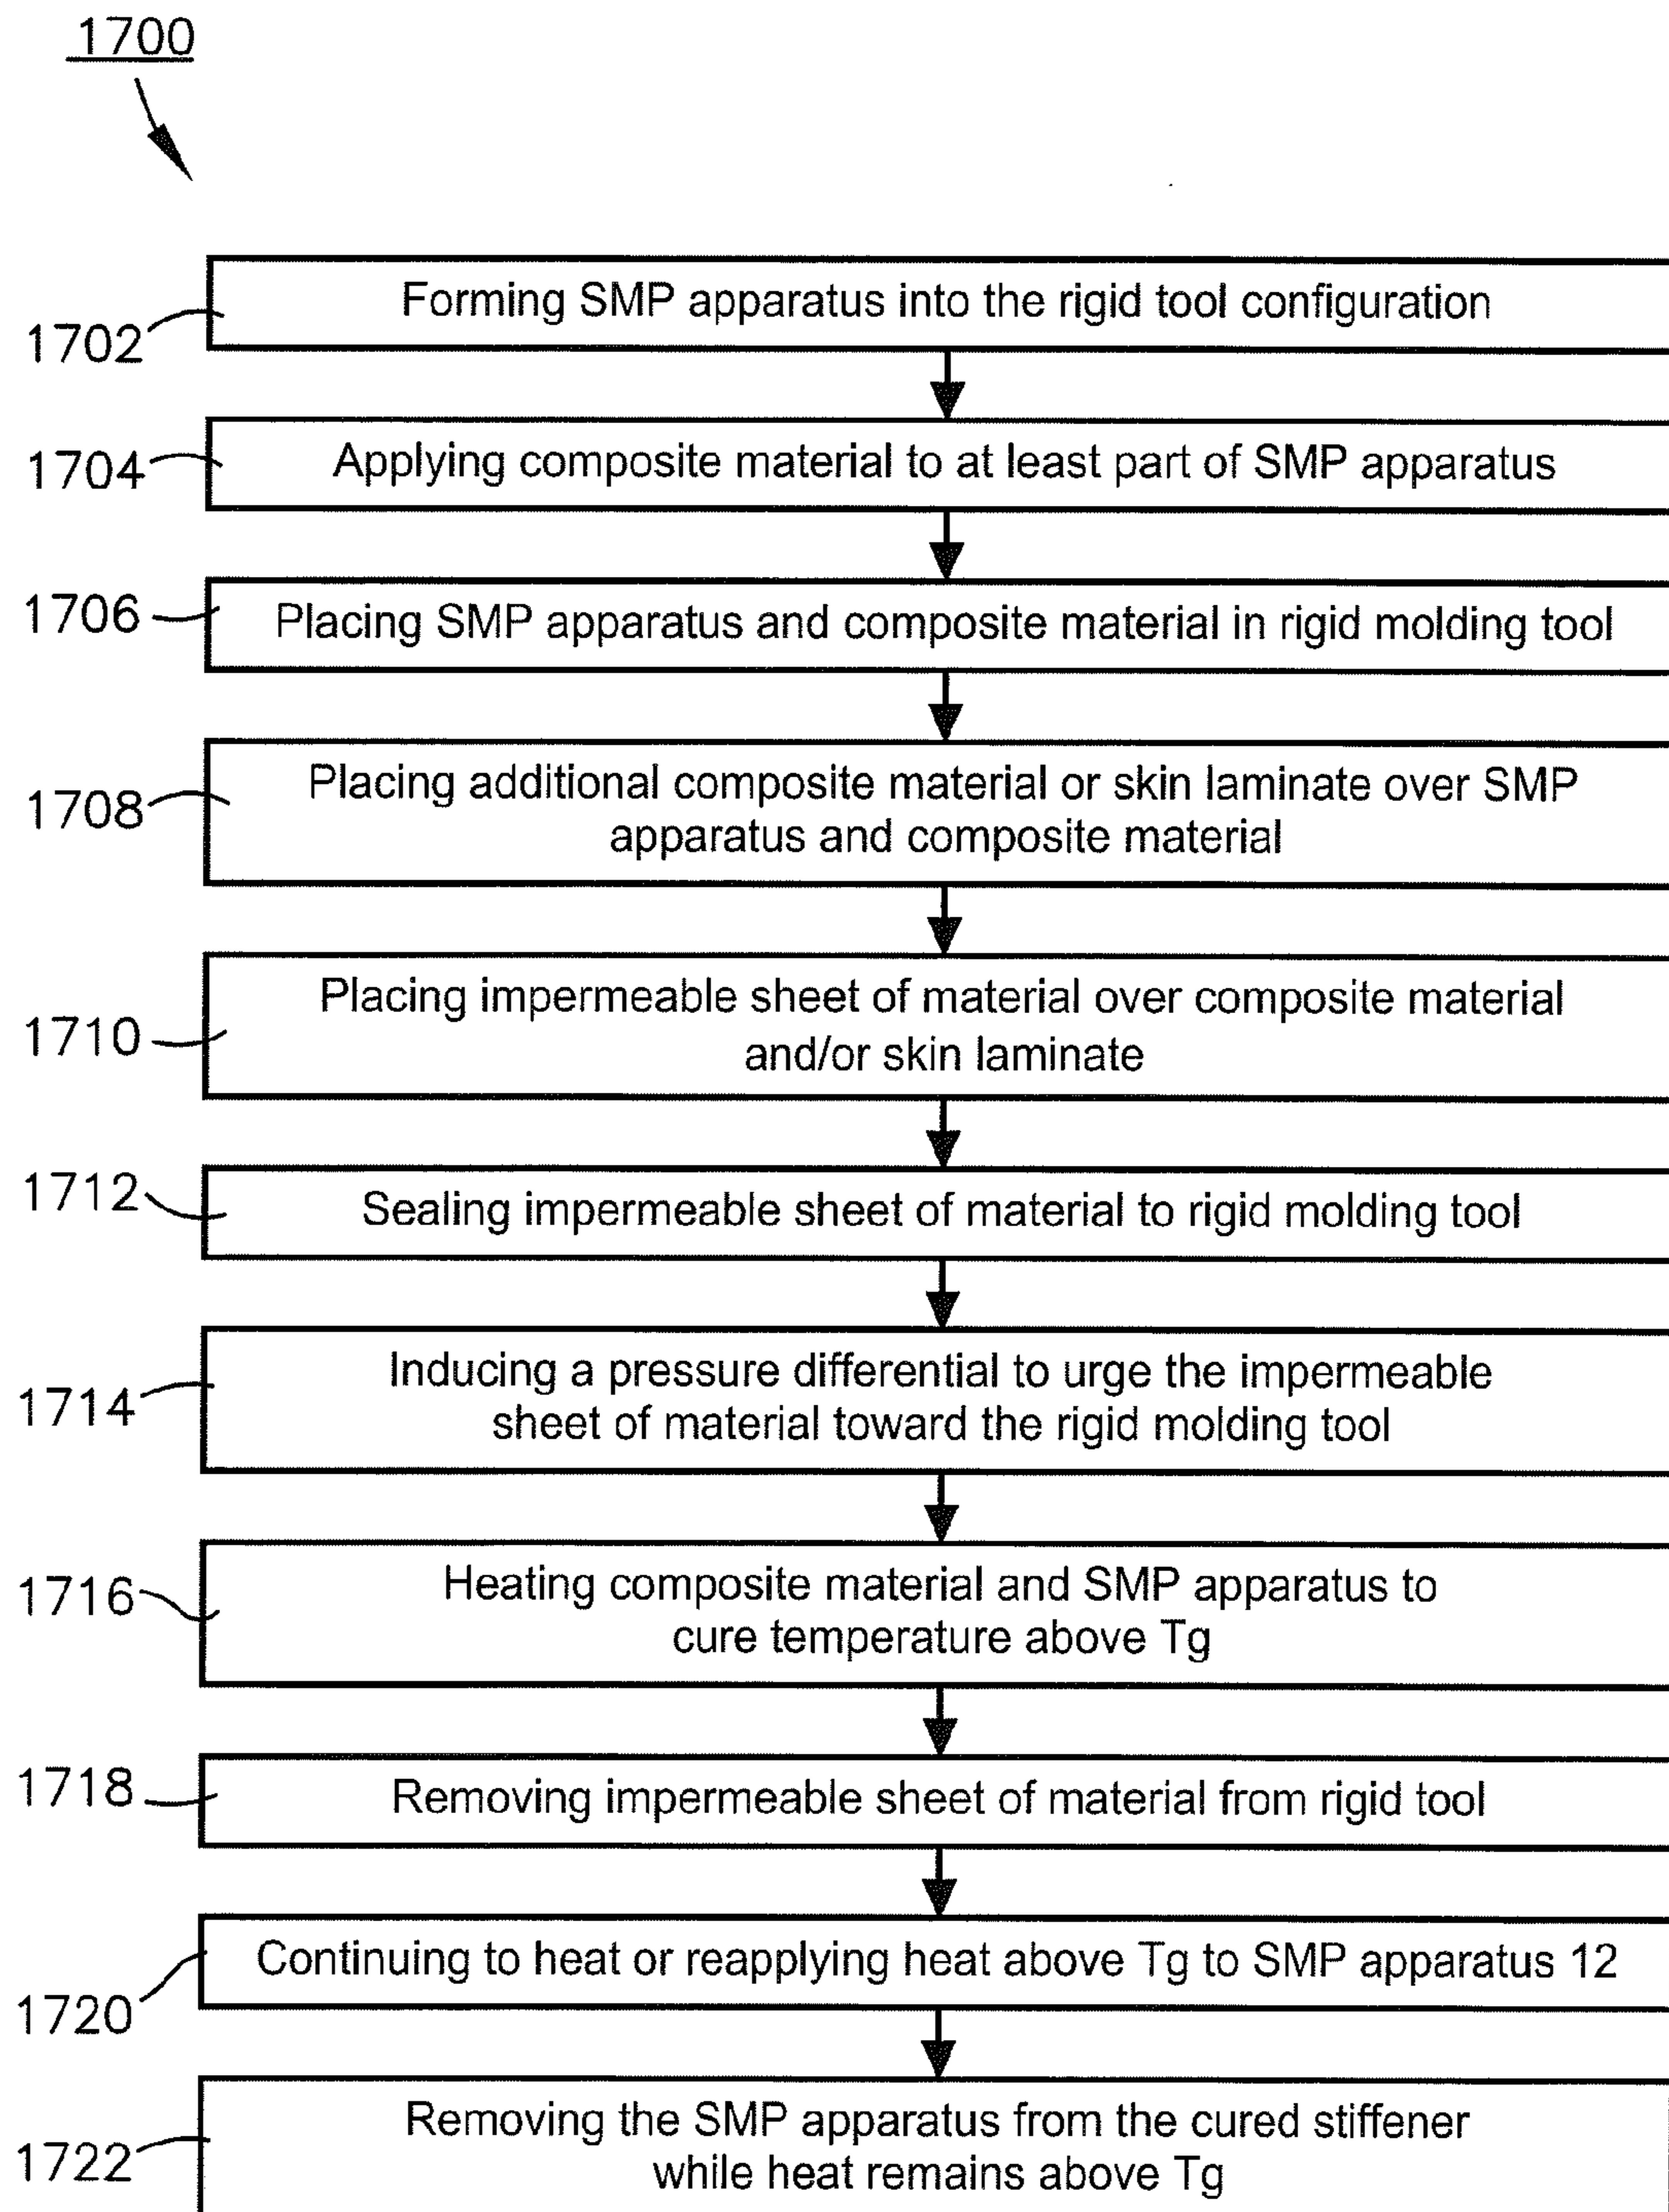 1700
Forming SMP apparatus into the rigid tool configuration
1702
Applying composite material to at least part of SMP apparatus
1704
Placing SMP apparatus and composite material in rigid molding tool
1706
Placing additional composite material or skin laminate over SMP
apparatus and composite material
1708
Placing impermeable sheet of material over composite material
and/or skin laminate
1710
Sealing impermeable sheet of material to rigid molding tool
1712
Inducing a pressure differential to urge the impermeable
sheet of material toward the rigid molding tool
1714
Heating composite material and SMP apparatus to
cure temperature above Tg
1716
Removing impermeable sheet of material from rigid tool
1718
Continuing to heat or reapplying heat above Tg to SMP apparatus 12
1720
Removing the SMP apparatus from the cured stiffener
while heat remains above Tg
1722